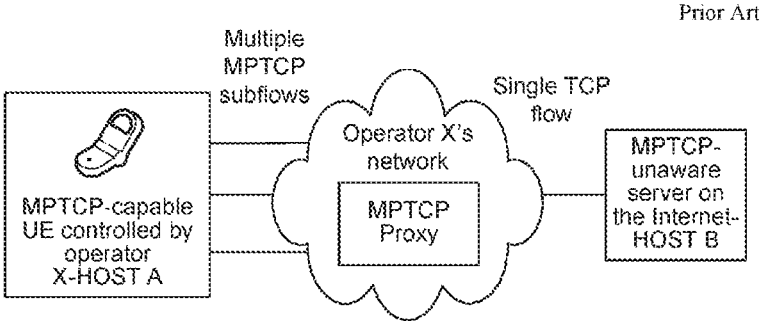 Prior Art
Multiple
MPTCP
subflows
Single TCP
flow
Operator X's
network
MPTCP
Proxy
MPTCP-capable
UE controlled by
operator
X-HOST A
MPTCP-
unaware
server on
the Internet-
HOST B